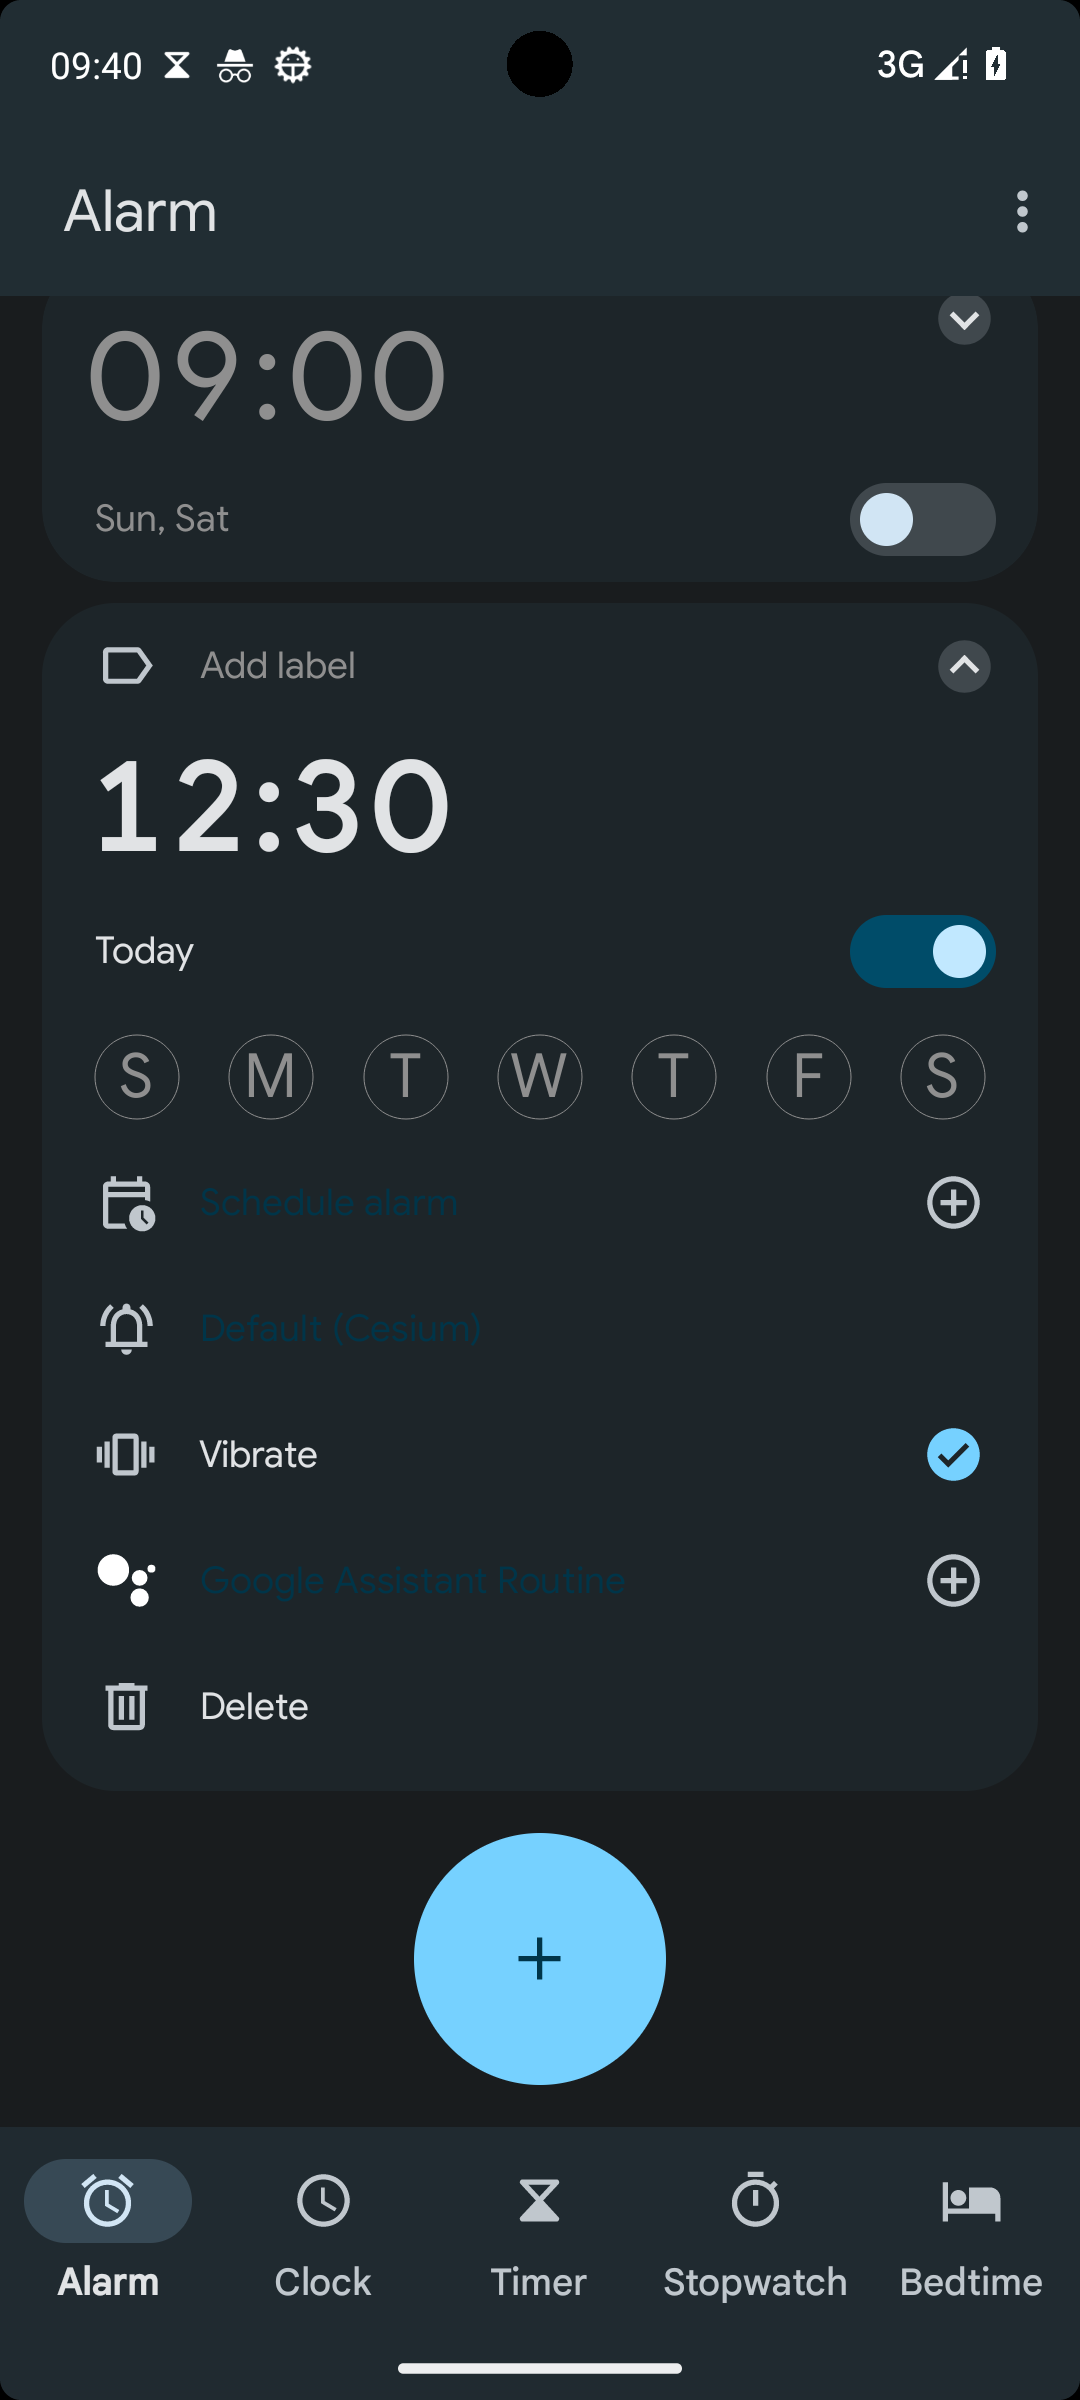 09:40
3G
Alarm
09:00
Sun, Sat
Add label
12:30
Today
S M T W T F S
Schedule alarm
Default (Cesium)
Vibrate
Google Assistant Routine
Delete
Alarm Clock Timer Stopwatch Bedtime